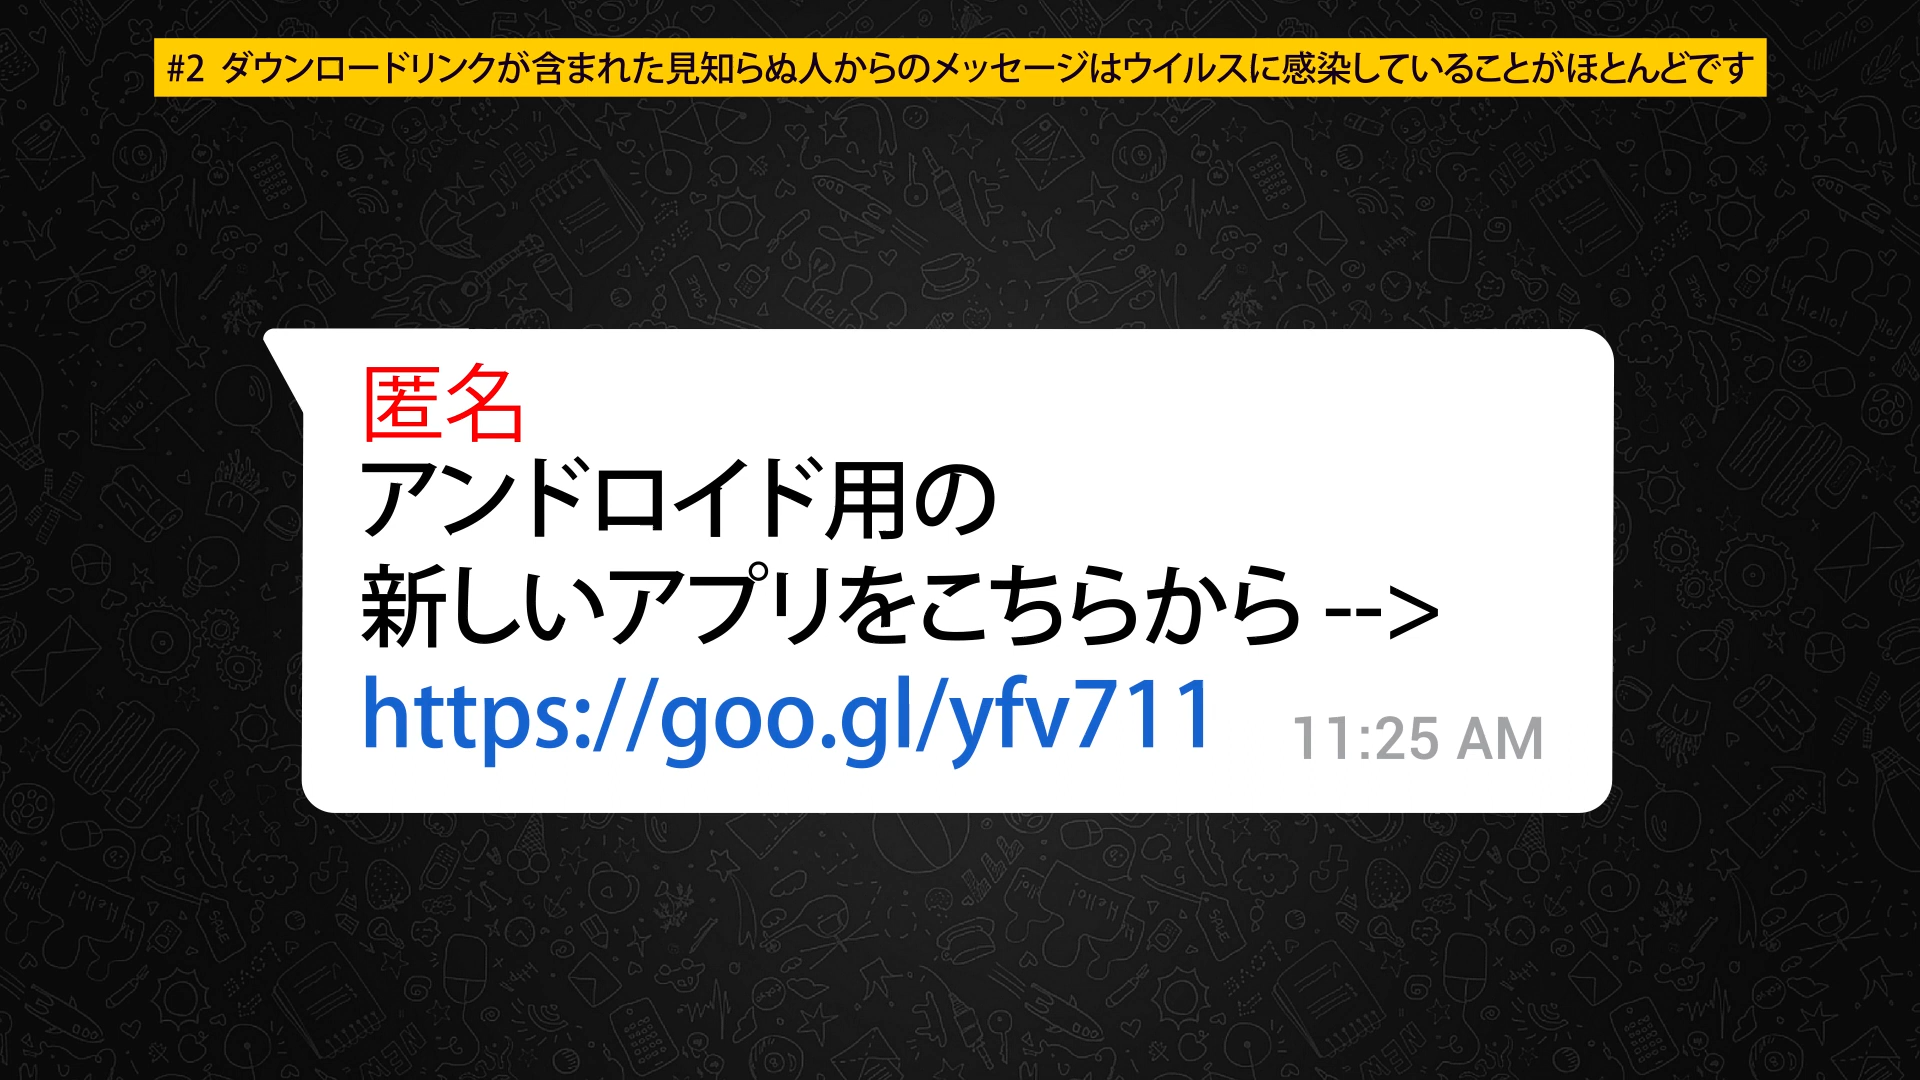 #2 ダウンロードリンクが含まれた見知らぬ人からのメッセージはウイルスに感染していることがほとんどです
匿名
アンドロイド用の
新しいアプリをこちらから -->
https://goo.gl/yfv711
11:25 AM